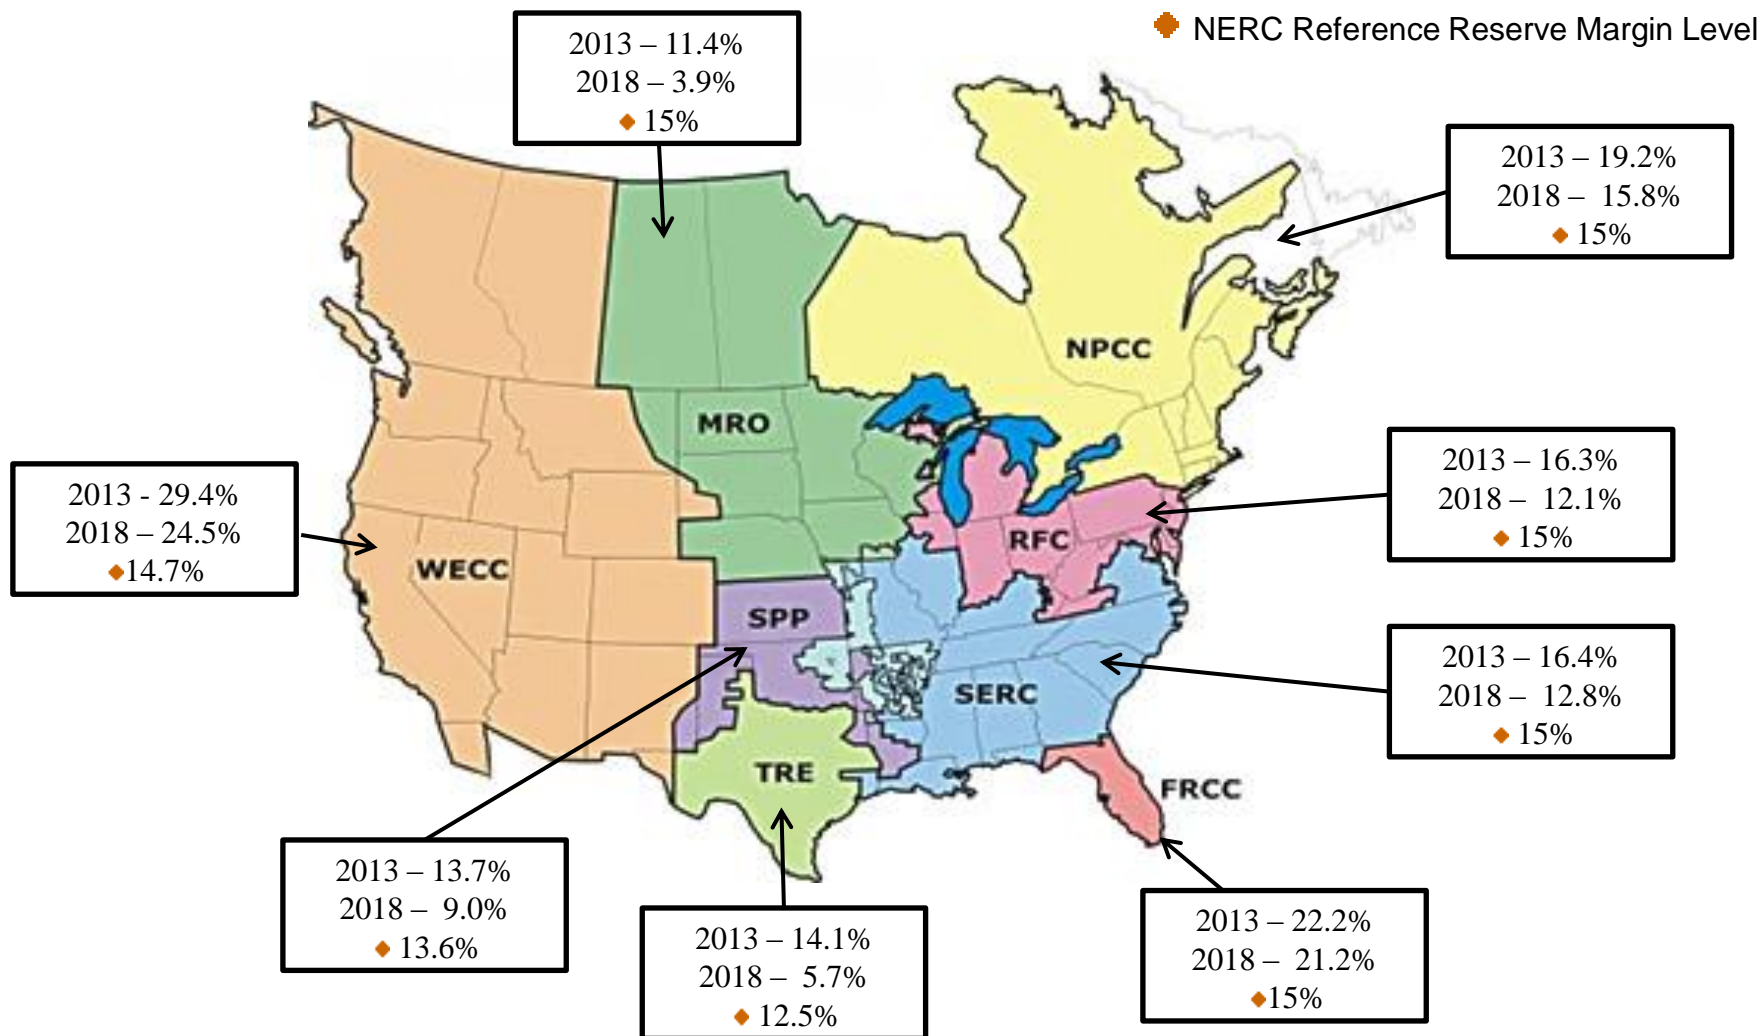 ◆ NERC Reference Reserve Margin Level
2013 – 11.4%
2018 – 3.9%
◆ 15%
2013 – 19.2%
2018 – 15.8%
◆ 15%
NPCC
MRO
2013 – 16.3%
2018 – 12.1%
◆ 15%
2013 - 29.4%
2018 – 24.5%
◆14.7%
WECC
RFC
SPP
2013 – 16.4%
2018 – 12.8%
◆ 15%
SERC
TRE
FRCC
2013 – 13.7%
2018 – 9.0%
◆ 13.6%
2013 – 14.1%
2018 – 5.7%
◆ 12.5%
2013 – 22.2%
2018 – 21.2%
◆15%